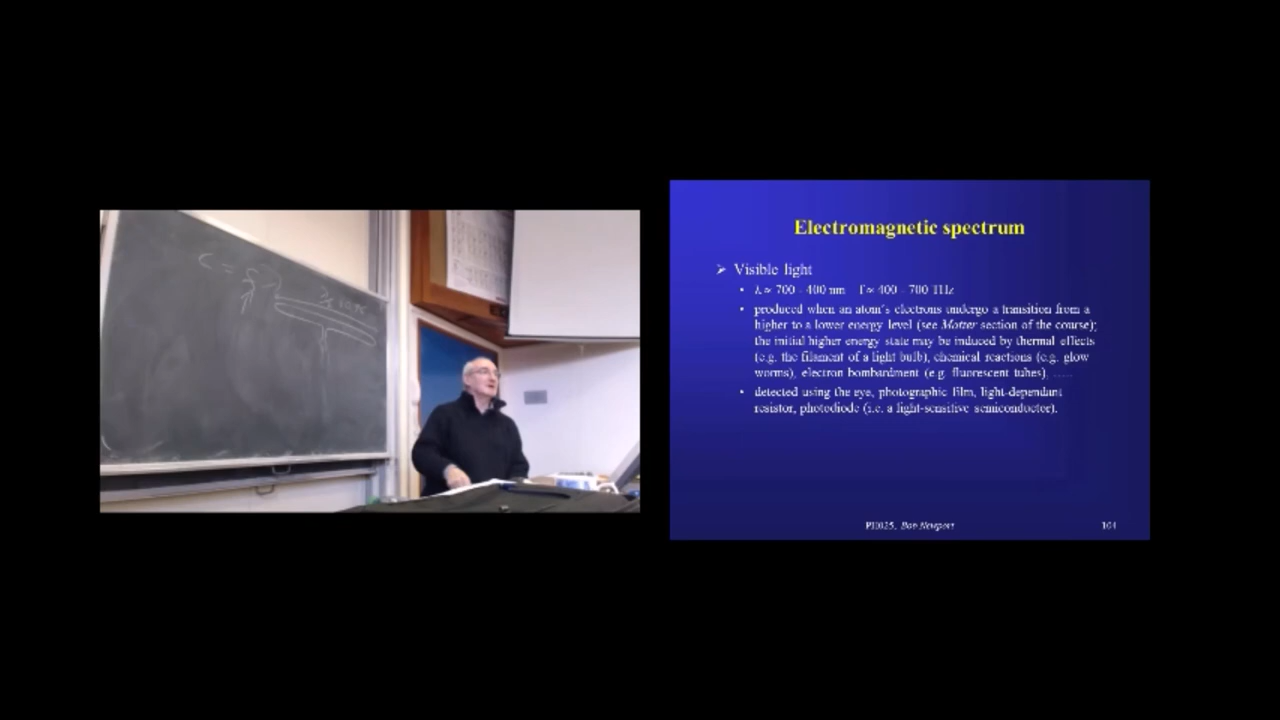 C = f λ
Electromagnetic spectrum
➢ Visible light
• λ ≈ 700 - 400 nm f ≈ 400 - 700 THz
• produced when an atom's electrons undergo a transition from a
higher to a lower energy level (see Matter section of the course);
the initial higher energy state may be induced by thermal effects
(e.g. the filament of a light bulb), chemical reactions (e.g. glow
worms), electron bombardment (e.g. fluorescent tubes), .....
• detected using the eye, photographic film, light-dependant
resistor, photodiode (i.e. a light-sensitive semiconductor).
PH025, Bob Newport
104